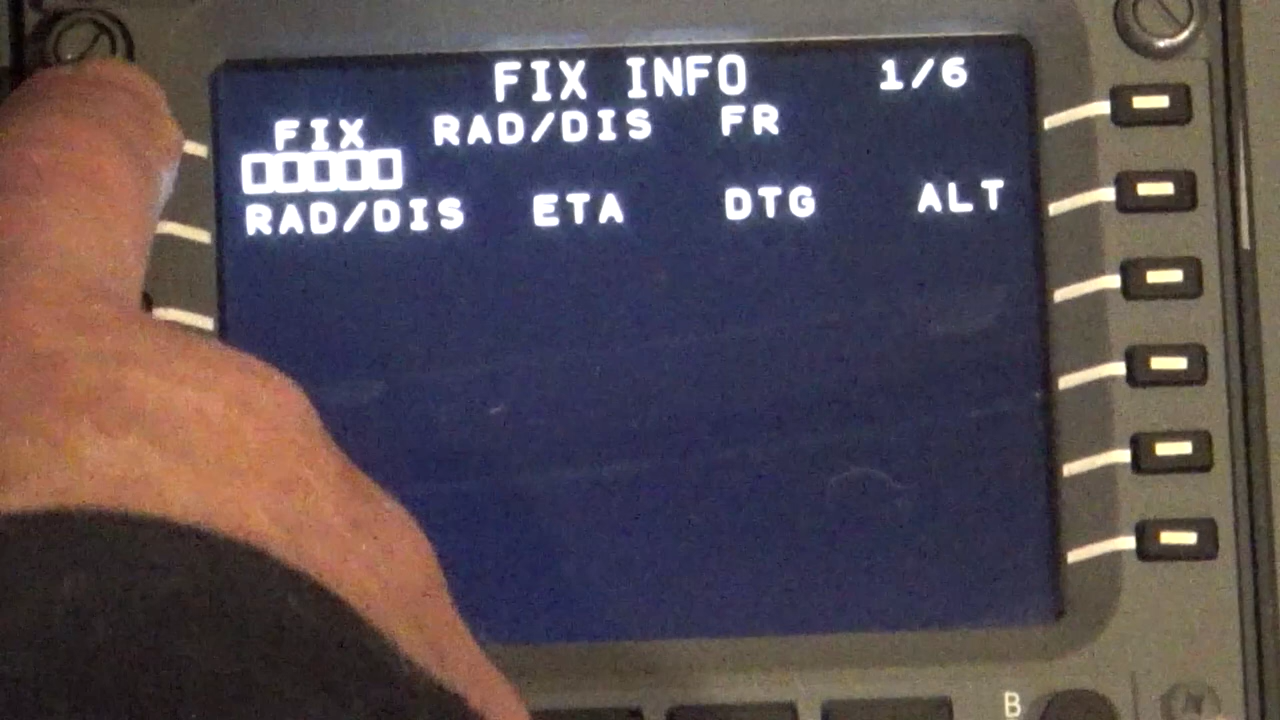 FIX INFO 1/6
FIX RAD/DIS FR
□□□□□
RAD/DIS ETA DTG ALT
B